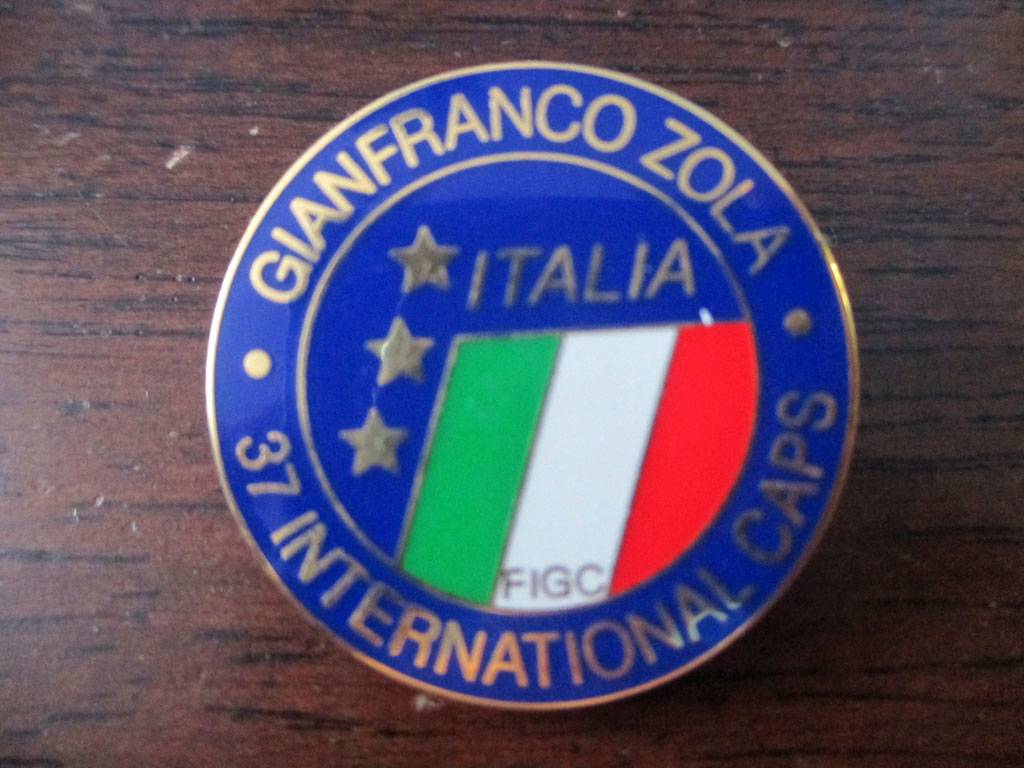 GIANFRANCO ZOLA
ITALIA
FIGC
37 INTERNATIONAL CAPS